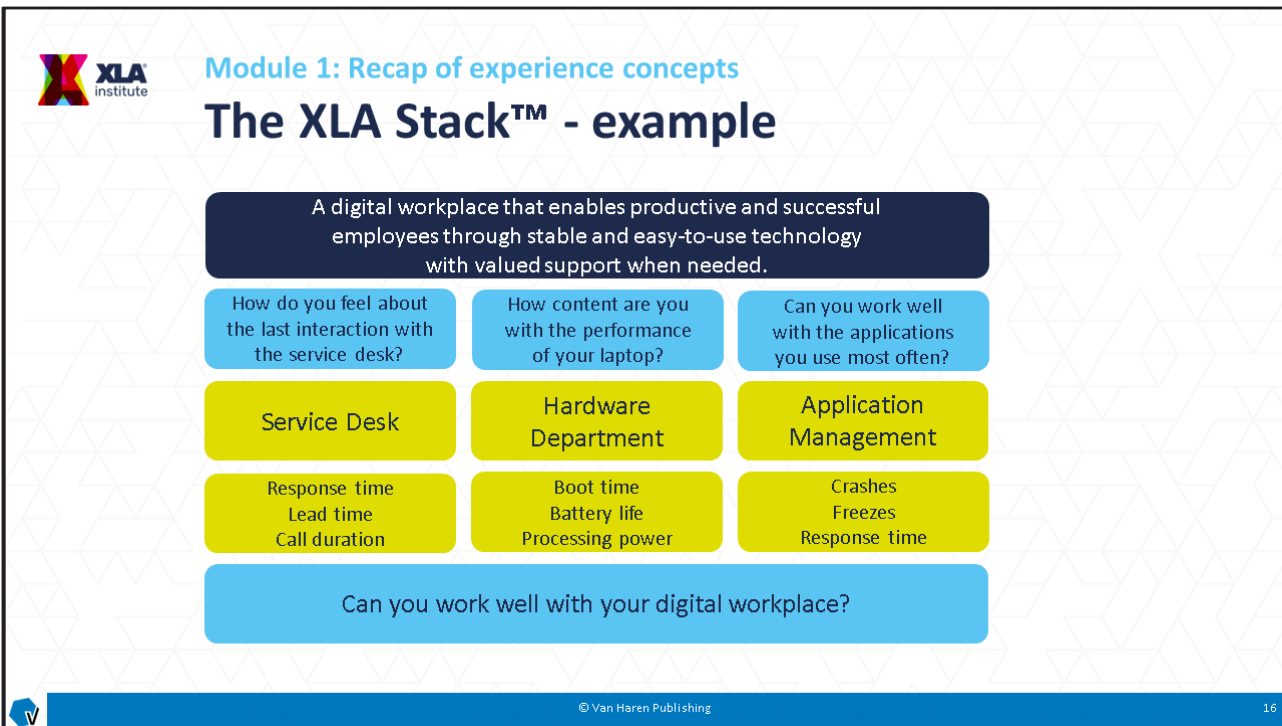 XLA
institute
Module 1: Recap of experience concepts
The XLA Stack™ - example
A digital workplace that enables productive and successful
employees through stable and easy-to-use technology
with valued support when needed.
How do you feel about
the last interaction with
the service desk?
How content are you
with the performance
of your laptop?
Can you work well
with the applications
you use most often?
Service Desk
Hardware
Department
Application
Management
Response time
Lead time
Call duration
Boot time
Battery life
Processing power
Crashes
Freezes
Response time
Can you work well with your digital workplace?
© Van Haren Publishing
16